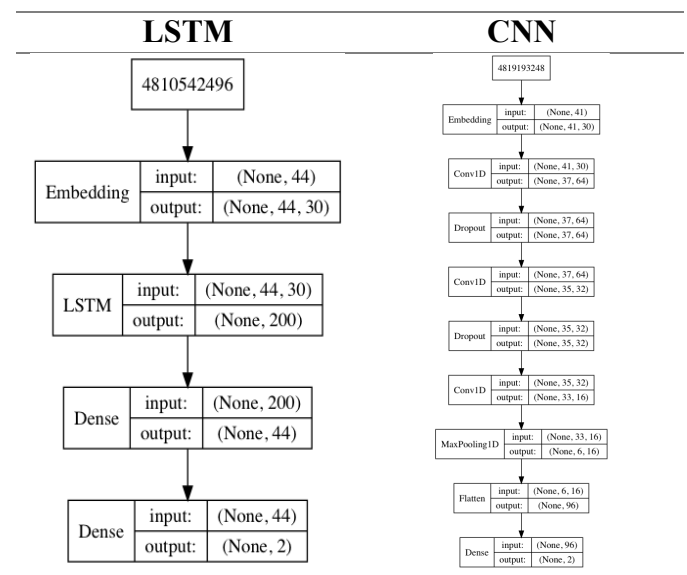 LSTM
4810542496
Embedding
input: (None, 44)
output: (None, 44, 30)
LSTM
input: (None, 44, 30)
output: (None, 200)
Dense
input: (None, 200)
output: (None, 44)
Dense
input: (None, 44)
output: (None, 2)
CNN
4819193248
Embedding
input: (None, 41)
output: (None, 41, 30)
Conv1D
input: (None, 41, 30)
output: (None, 37, 64)
Dropout
input: (None, 37, 64)
output: (None, 37, 64)
Conv1D
input: (None, 37, 64)
output: (None, 35, 32)
Dropout
input: (None, 35, 32)
output: (None, 35, 32)
Conv1D
input: (None, 35, 32)
output: (None, 33, 16)
MaxPooling1D
input: (None, 33, 16)
output: (None, 6, 16)
Flatten
input: (None, 6, 16)
output: (None, 96)
Dense
input: (None, 96)
output: (None, 2)